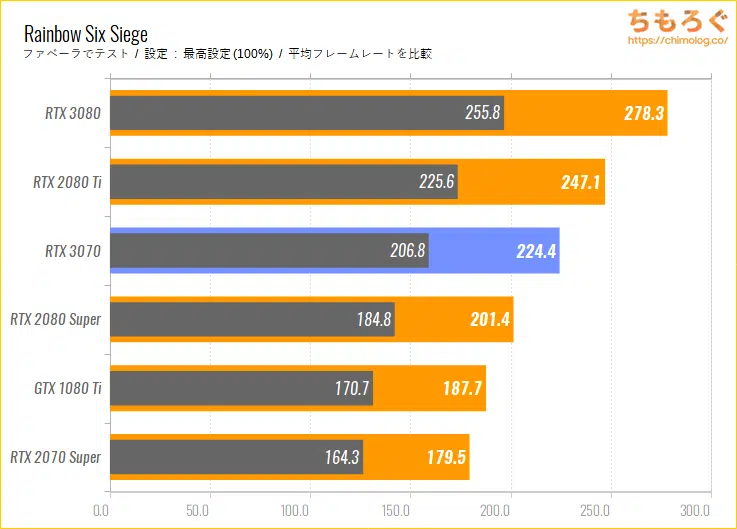 ちもろぐ
https://chimolog.co/
Rainbow Six Siege
ファベーラでテスト / 設定 : 最高設定(100%) / 平均フレームレートを比較
RTX 3080 255.8 278.3
RTX 2080 Ti 225.6 247.1
RTX 3070 206.8 224.4
RTX 2080 Super 184.8 201.4
GTX 1080 Ti 170.7 187.7
RTX 2070 Super 164.3 179.5
0.0 50.0 100.0 150.0 200.0 250.0 300.0